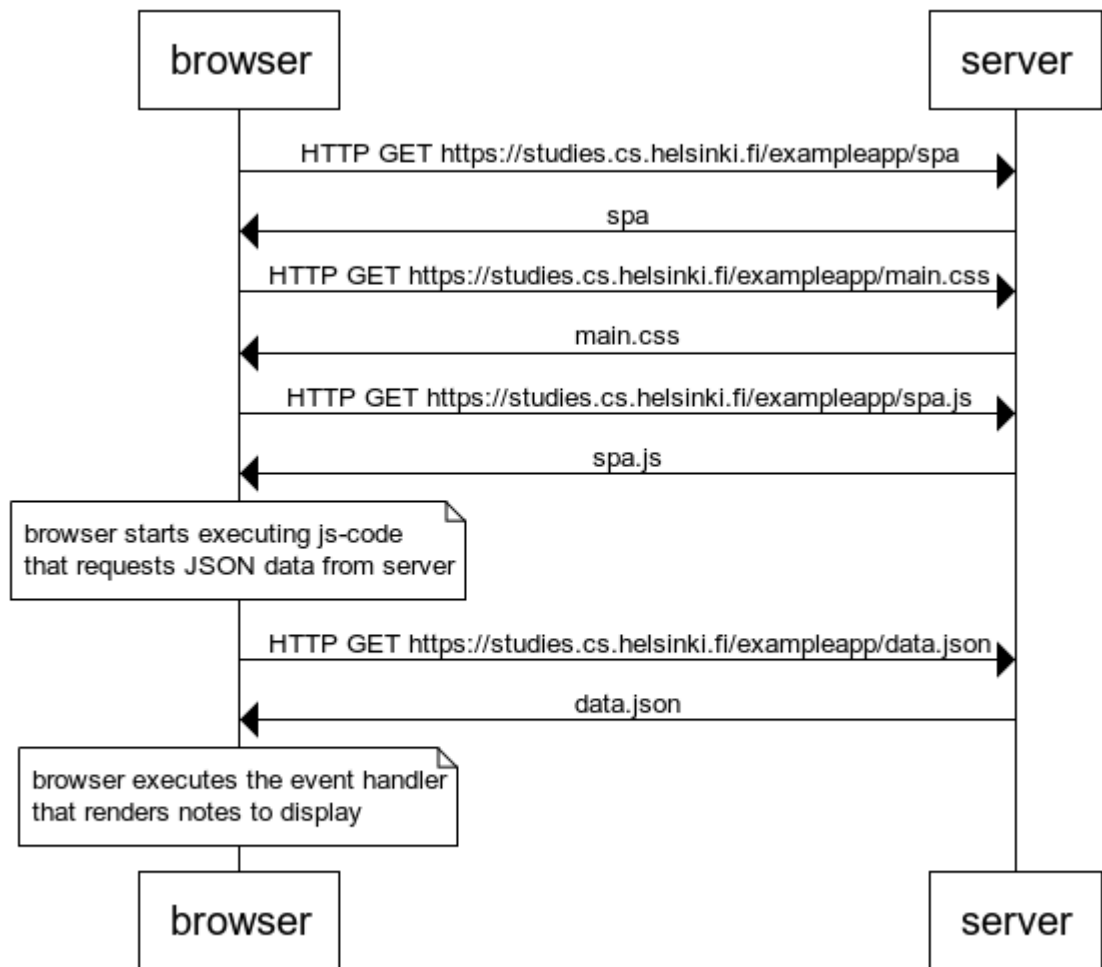 browser
server
HTTP GET https://studies.cs.helsinki.fi/exampleapp/spa
spa
HTTP GET https://studies.cs.helsinki.fi/exampleapp/main.css
main.css
HTTP GET https://studies.cs.helsinki.fi/exampleapp/spa.js
spa.js
browser starts executing js-code
that requests JSON data from server
HTTP GET https://studies.cs.helsinki.fi/exampleapp/data.json
data.json
browser executes the event handler
that renders notes to display
browser
server